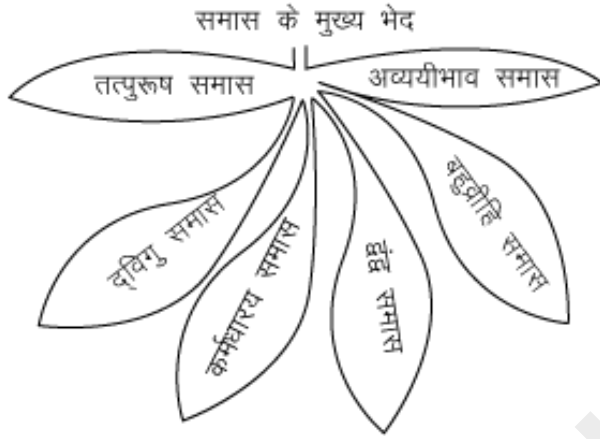 समास के मुख्य भेद
तत्पुरूष समास
अव्ययीभाव समास
द्‌विगु समास
कर्मधारय समास
द्वंद्व समास
बहुव्रीहि समास